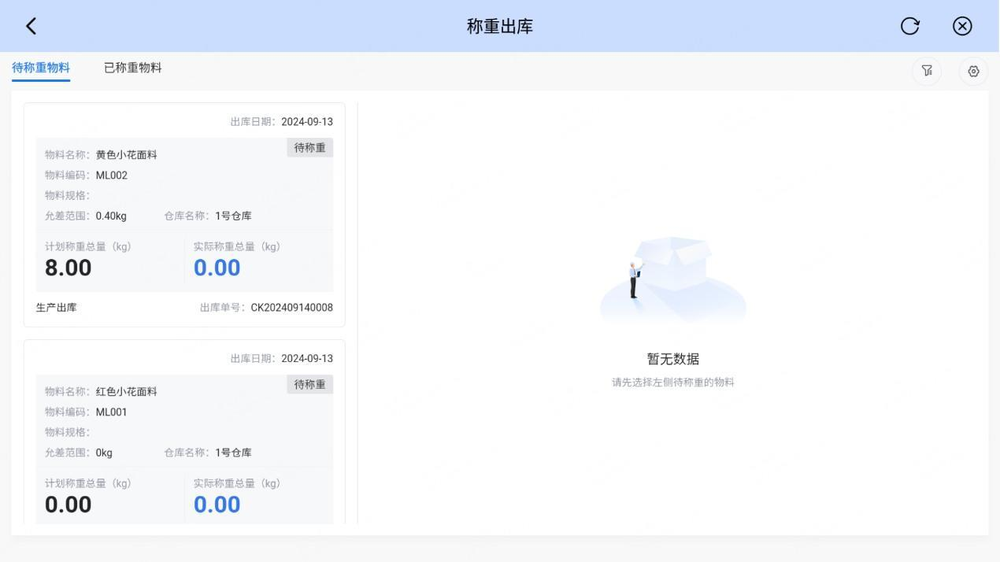 称重出库
待称重物料
已称重物料
出库日期：2024-09-13
待称重
物料名称：黄色小花面料
物料编码：ML002
物料规格：
允差范围：0.40kg 仓库名称：1号仓库
计划称重总量（kg） 实际称重总量（kg）
8.00 0.00
生产出库 出库单号：CK202409140008
出库日期：2024-09-13
待称重
物料名称：红色小花面料
物料编码：ML001
物料规格：
允差范围：0kg 仓库名称：1号仓库
计划称重总量（kg） 实际称重总量（kg）
0.00 0.00
暂无数据
请先选择左侧待称重的物料